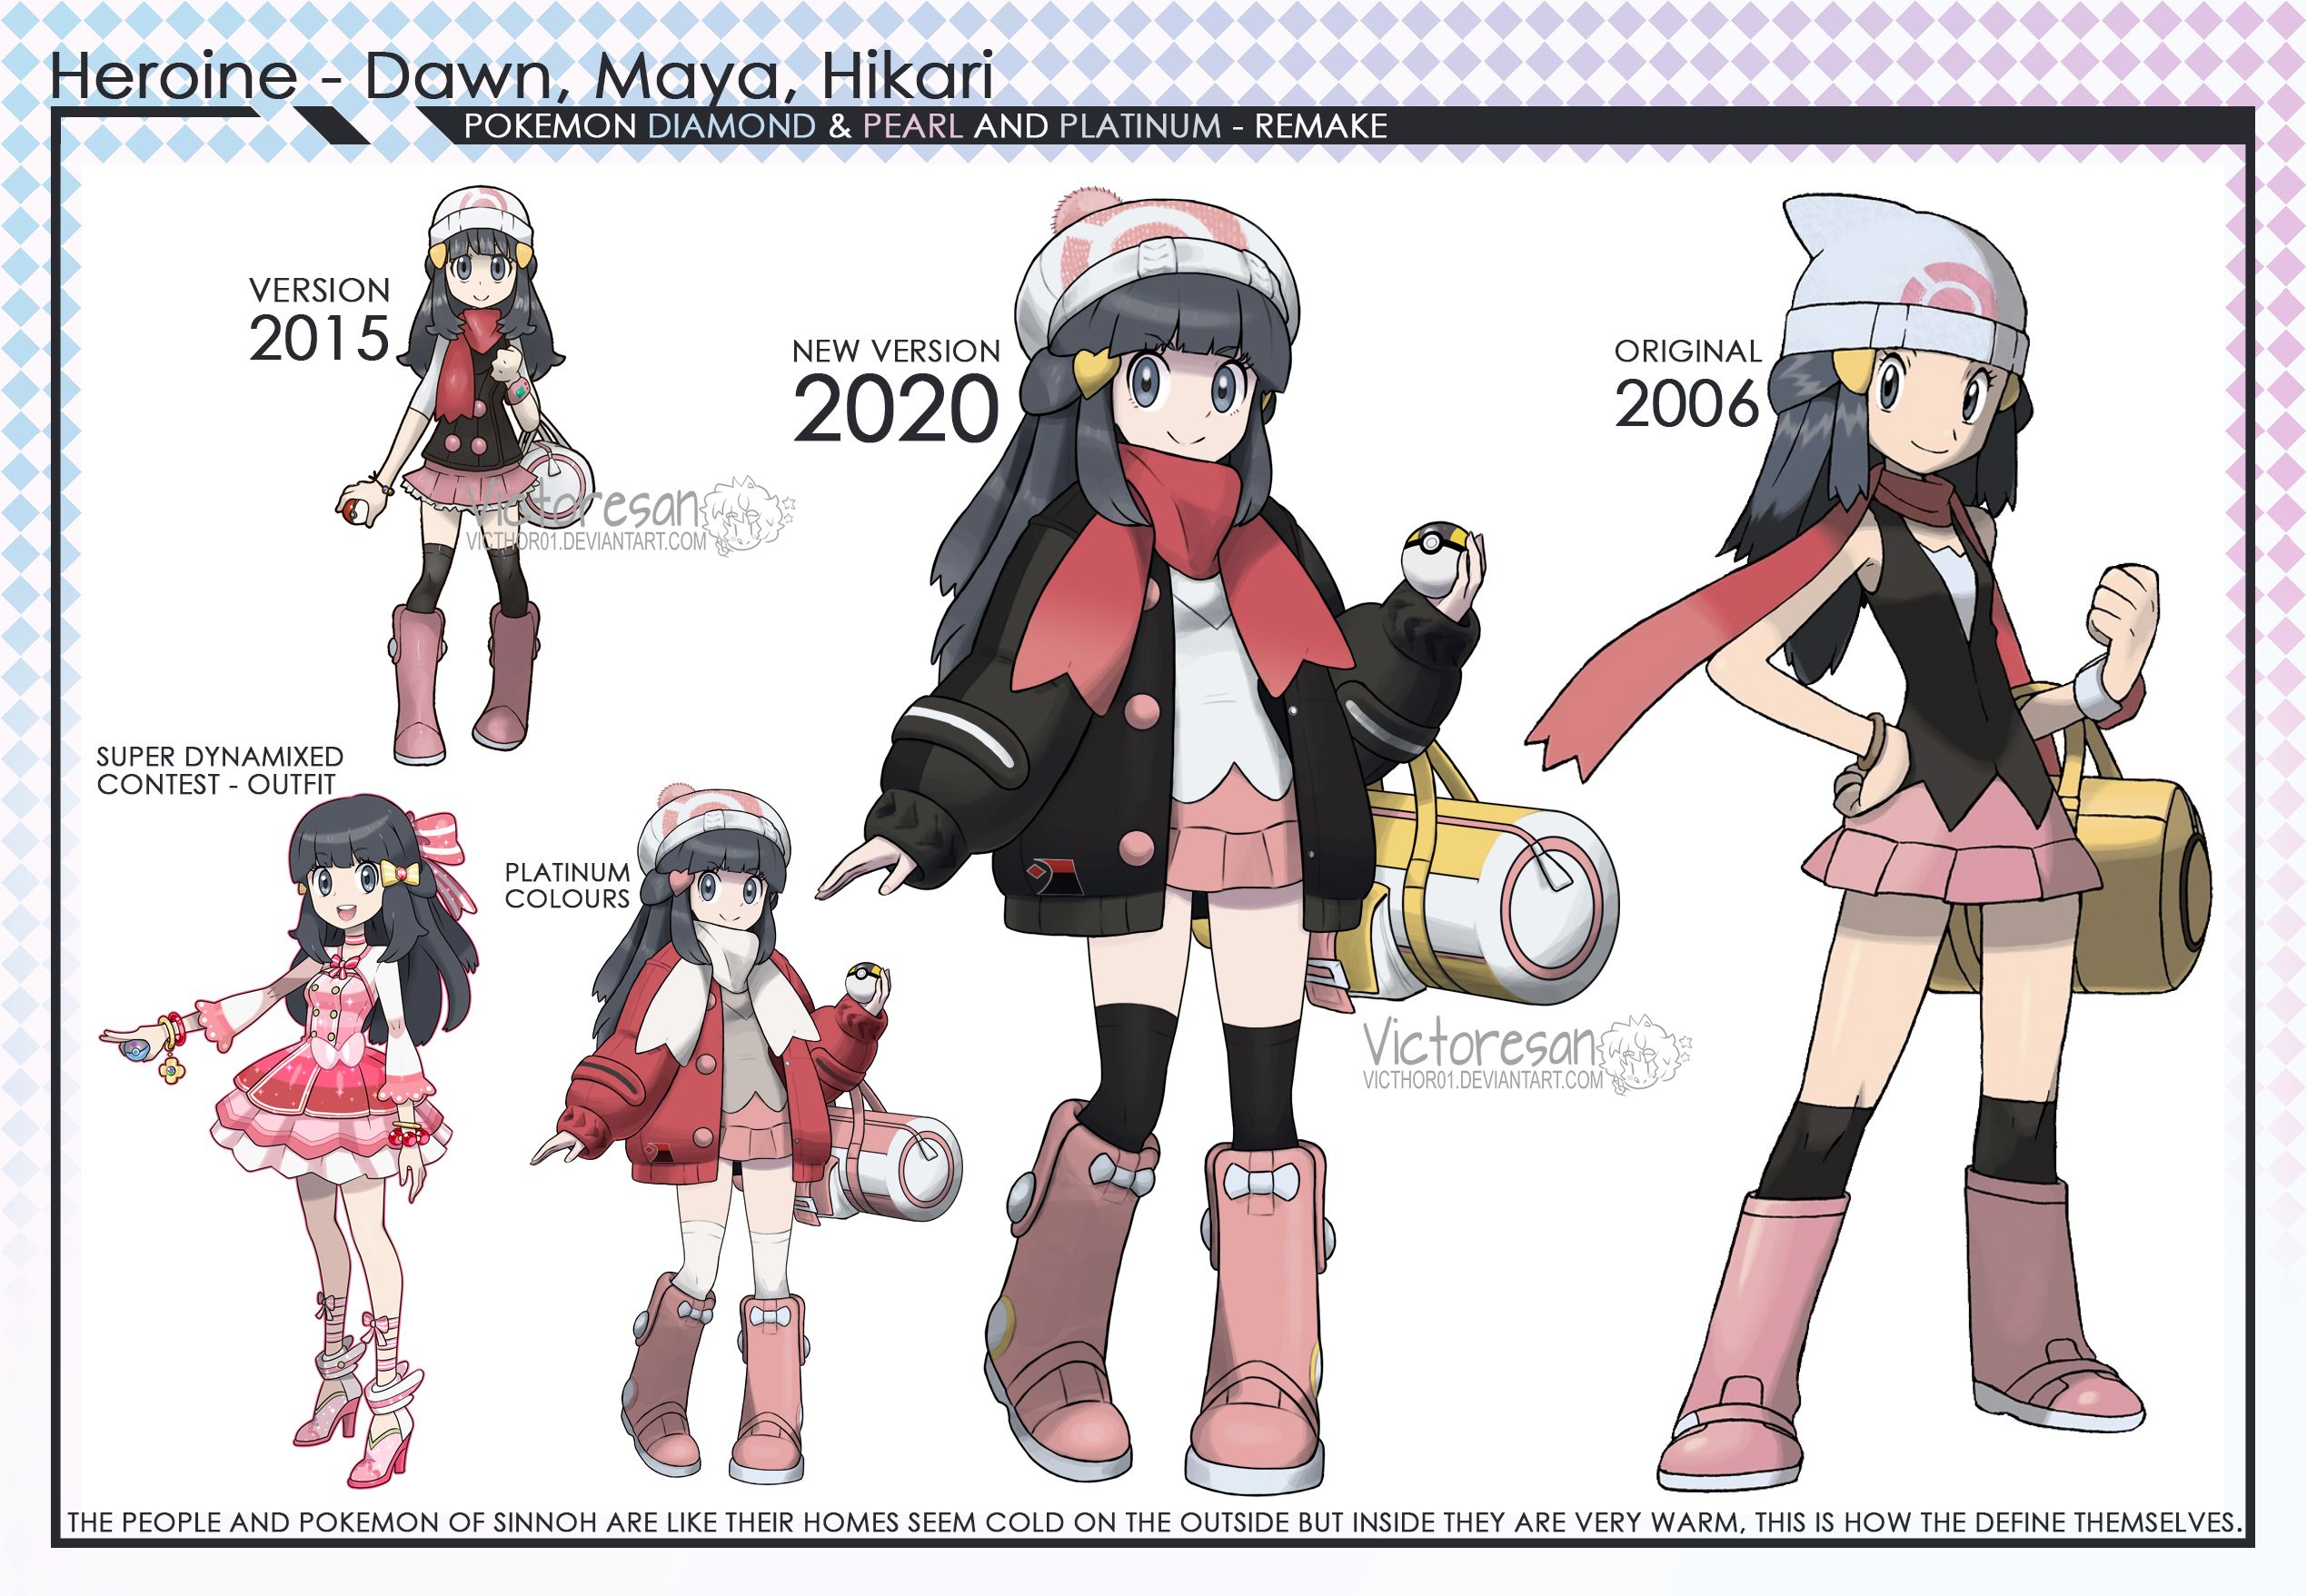 Heroine - Dawn, Maya, Hikari
POKEMON DIAMOND & PEARL AND PLATINUM - REMAKE
VERSION
2015
NEW VERSION
2020
ORIGINAL
2006
Victoresan
VICTHOR01.DEVIANTART.COM
SUPER DYNAMIXED
CONTEST - OUTFIT
PLATINUM
COLOURS
Victoresan
VICTHOR01.DEVIANTART.COM
THE PEOPLE AND POKEMON OF SINNOH ARE LIKE THEIR HOMES SEEM COLD ON THE OUTSIDE BUT INSIDE THEY ARE VERY WARM, THIS IS HOW THE DEFINE THEMSELVES.